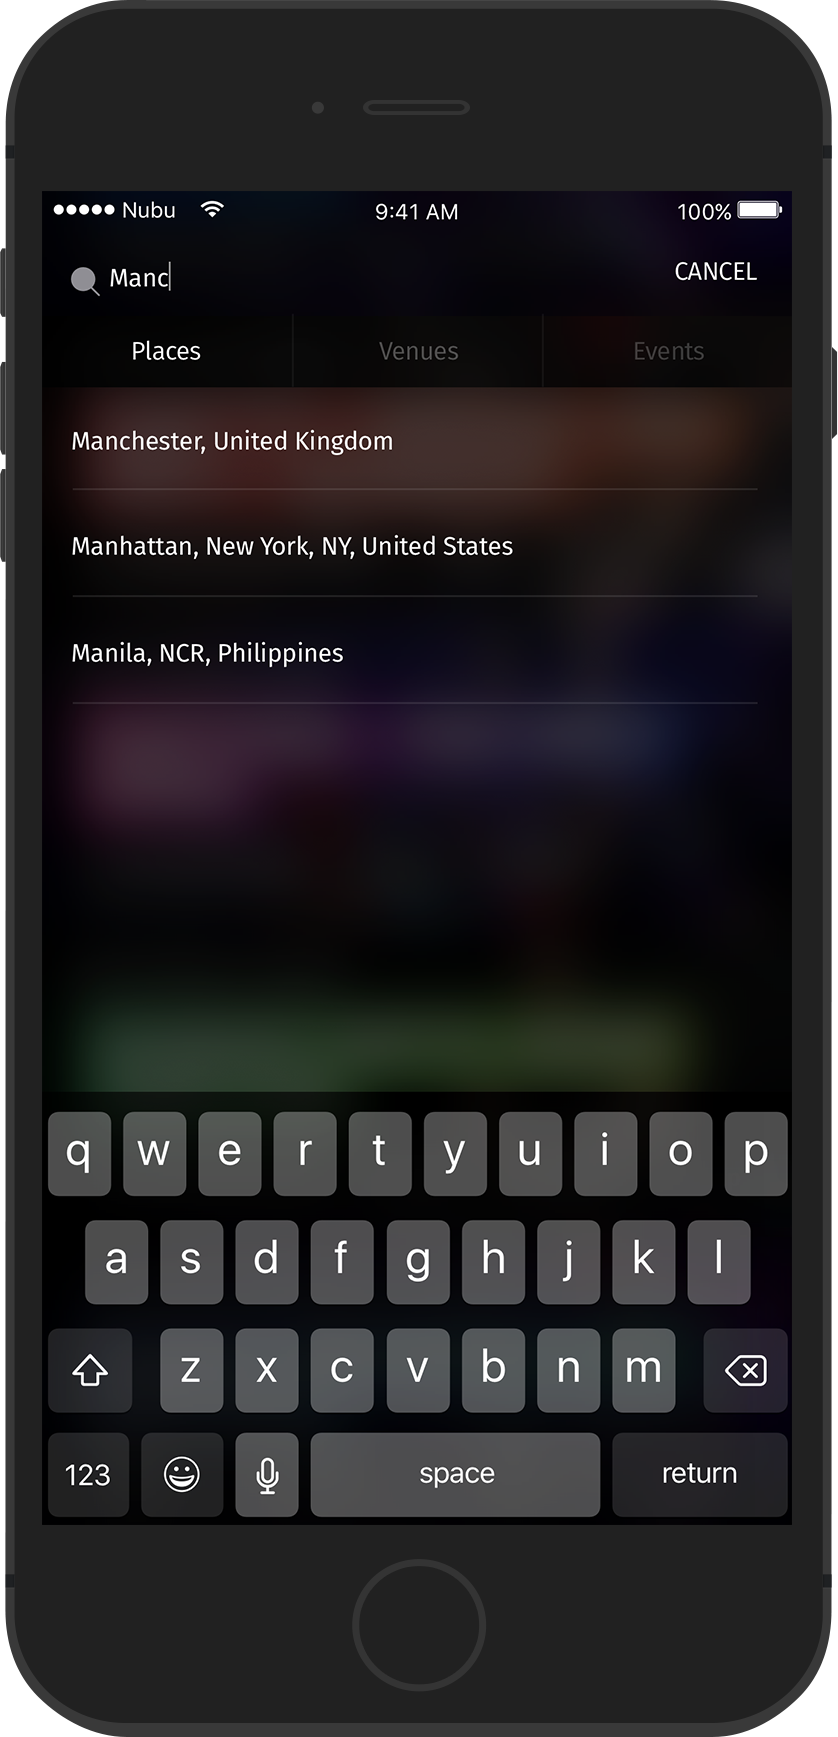 Nubu 9:41 AM 100%
Manc CANCEL
Places Venues Events
Manchester, United Kingdom
Manhattan, New York, NY, United States
Manila, NCR, Philippines
q w e r t y u i o p
a s d f g h j k l
z x c v b n m
123 space return